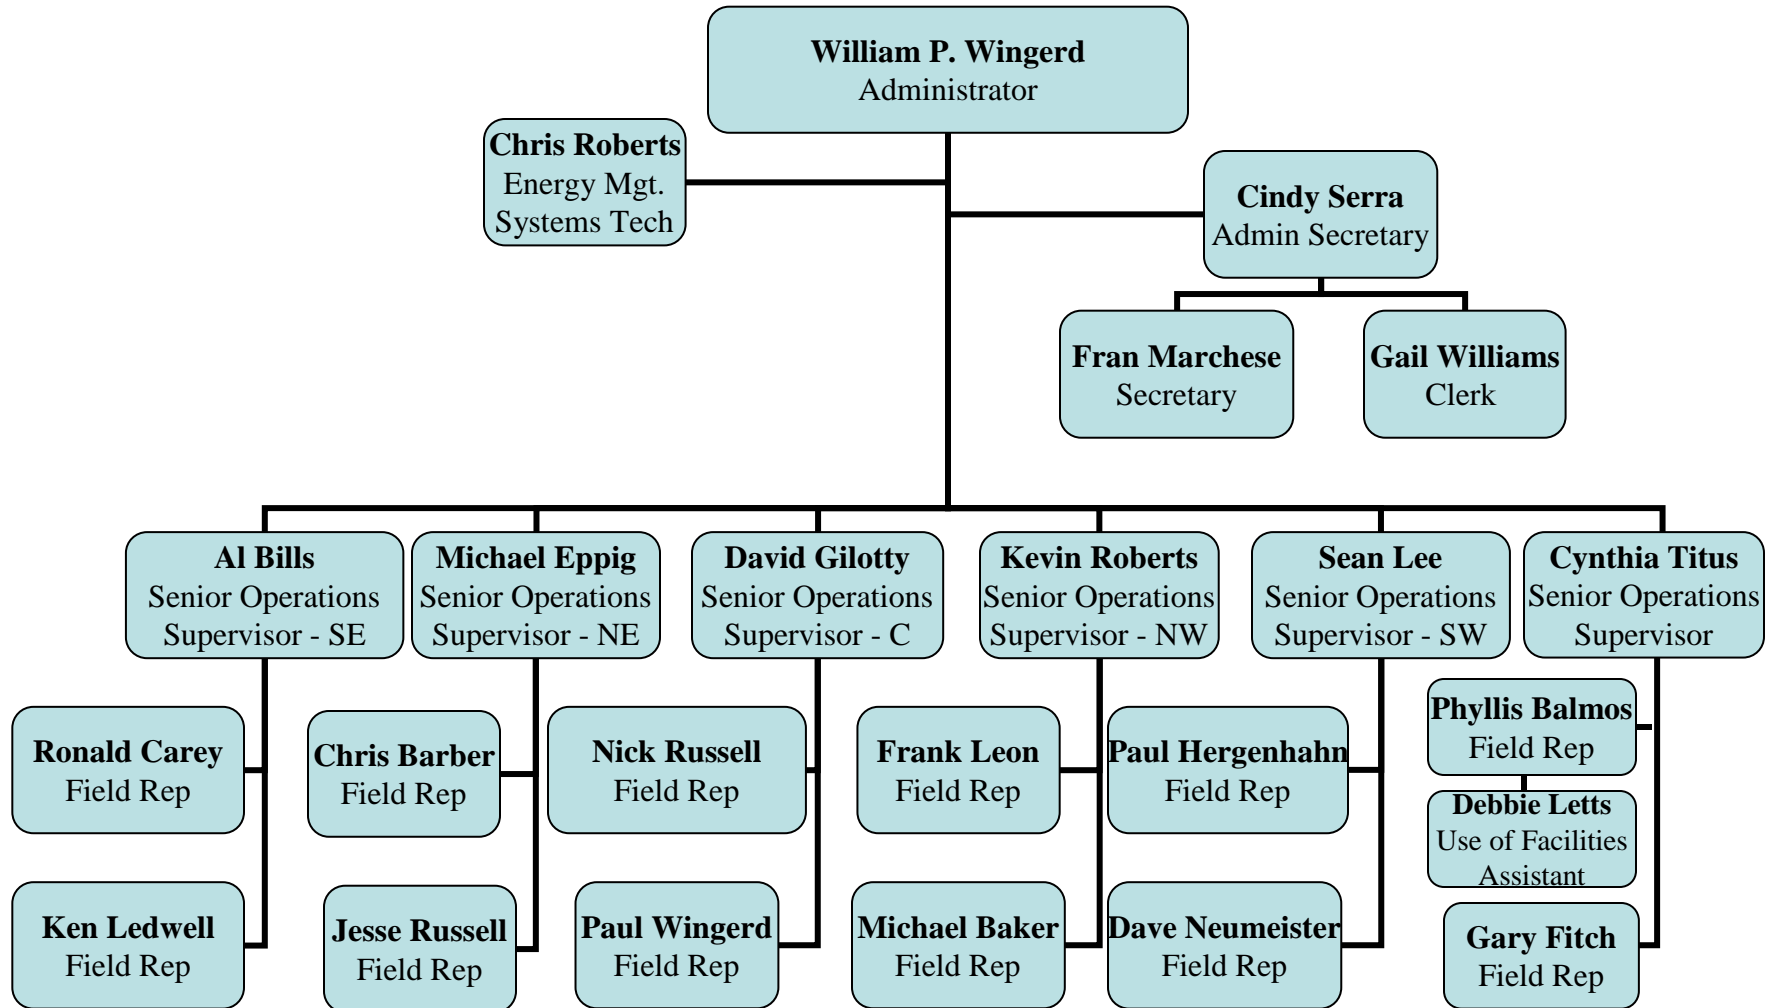 William P. Wingerd
Administrator
Chris Roberts
Energy Mgt.
Systems Tech
Cindy Serra
Admin Secretary
Fran Marchese
Secretary
Gail Williams
Clerk
Al Bills
Senior Operations
Supervisor - SE
Michael Eppig
Senior Operations
Supervisor - NE
David Gilotty
Senior Operations
Supervisor - C
Kevin Roberts
Senior Operations
Supervisor - NW
Sean Lee
Senior Operations
Supervisor - SW
Cynthia Titus
Senior Operations
Supervisor
Ronald Carey
Field Rep
Chris Barber
Field Rep
Nick Russell
Field Rep
Frank Leon
Field Rep
Paul Hergenhahn
Field Rep
Phyllis Balmos
Field Rep
Debbie Letts
Use of Facilities
Assistant
Ken Ledwell
Field Rep
Jesse Russell
Field Rep
Paul Wingerd
Field Rep
Michael Baker
Field Rep
Dave Neumeister
Field Rep
Gary Fitch
Field Rep